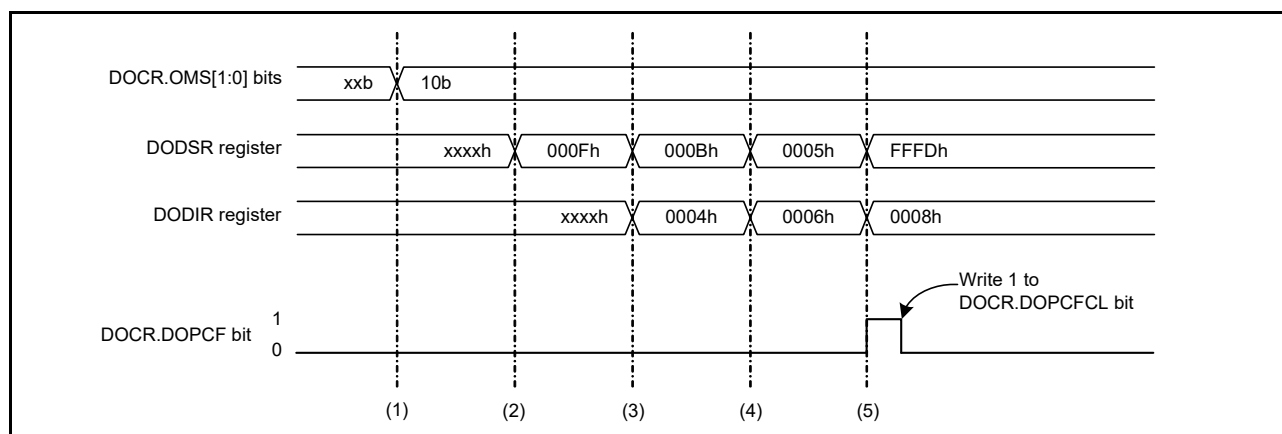 DOCR.OMS[1:0] bits xxb 10b
DODSR register xxxxh 000Fh 000Bh 0005h FFFDh
DODIR register xxxxh 0004h 0006h 0008h
Write 1 to
DOCR.DOPCFCL bit
DOCR.DOPCF bit 1
0
(1) (2) (3) (4) (5)